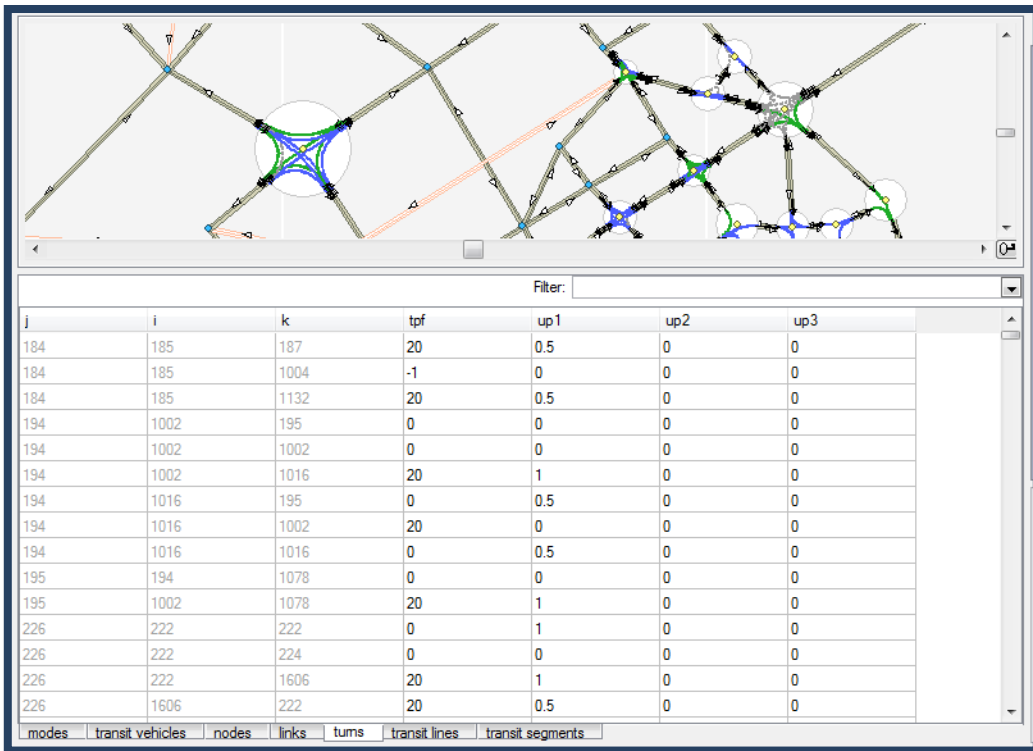 Filter:
j i k tpf up1 up2 up3
184 185 187 20 0.5 0 0
184 185 1004 -1 0 0 0
184 185 1132 20 0.5 0 0
194 1002 195 0 0 0 0
194 1002 1002 0 0 0 0
194 1002 1016 20 1 0 0
194 1016 195 0 0.5 0 0
194 1016 1002 20 0 0 0
194 1016 1016 0 0.5 0 0
195 194 1078 0 0 0 0
195 1002 1078 20 1 0 0
226 222 222 0 1 0 0
226 222 224 0 0 0 0
226 222 1606 20 1 0 0
226 1606 222 20 0.5 0 0
modes transit vehicles nodes links turns transit lines transit segments